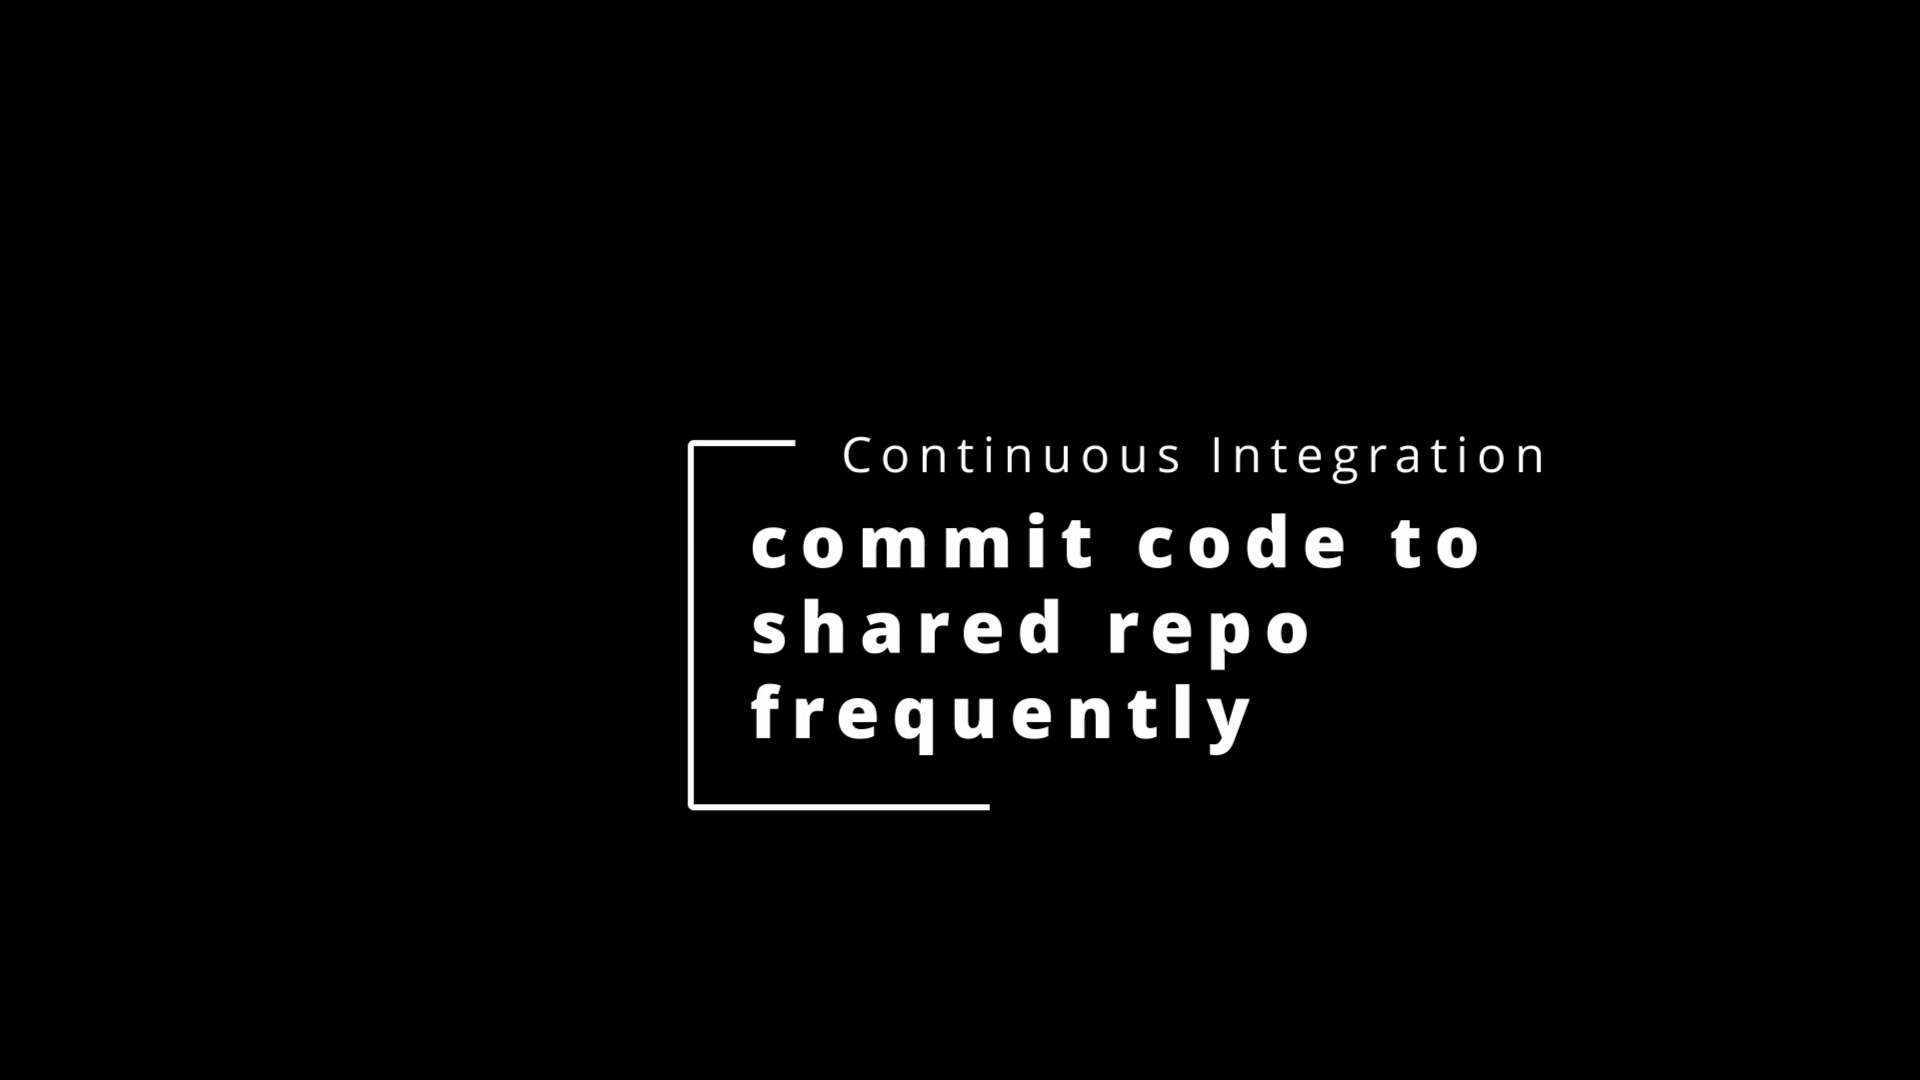 Continuous Integration
commit code to
shared repo
frequently